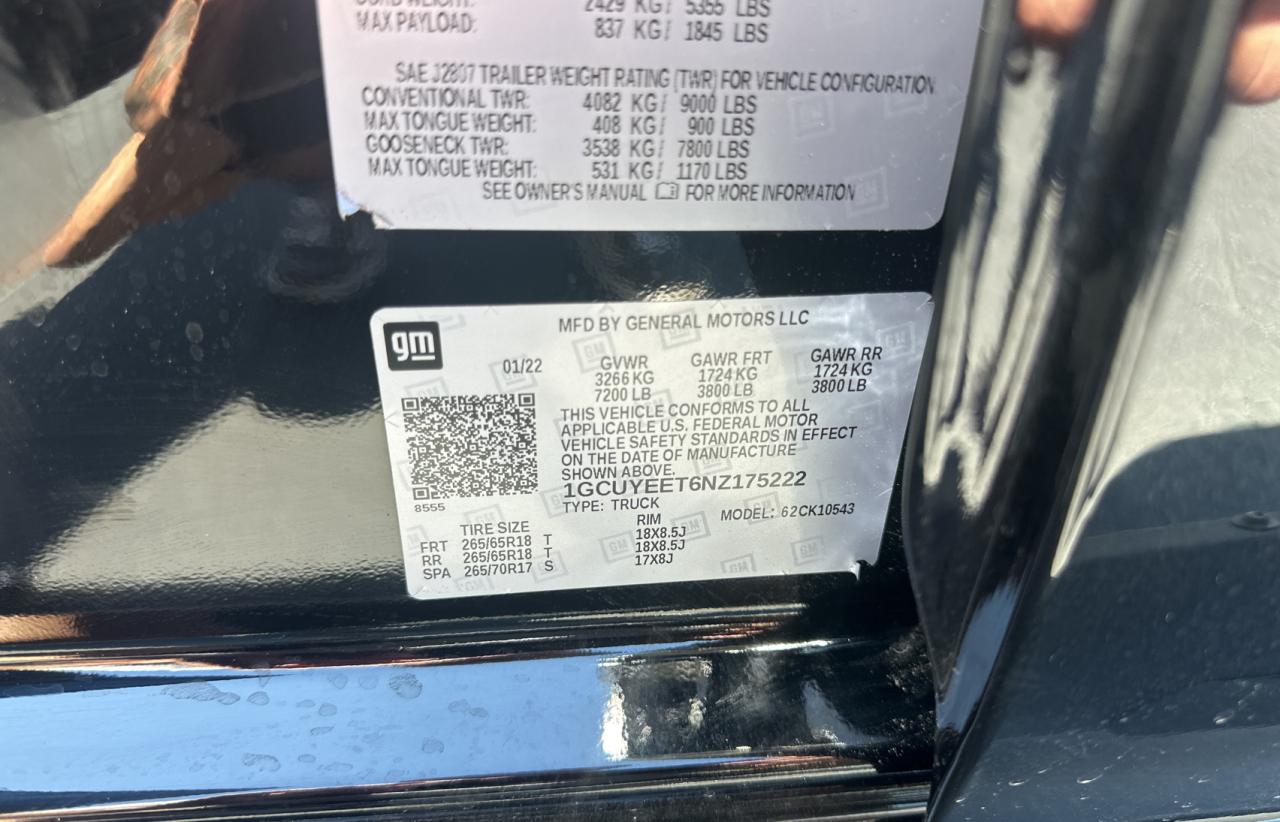 CURB WEIGHT: 2429 KG/ 5355 LBS
MAX PAYLOAD: 837 KG/ 1845 LBS
SAE J2807 TRAILER WEIGHT RATING (TWR) FOR VEHICLE CONFIGURATION
CONVENTIONAL TWR: 4082 KG/ 9000 LBS
MAX TONGUE WEIGHT: 408 KG/ 900 LBS
GOOSENECK TWR: 3538 KG/ 7800 LBS
MAX TONGUE WEIGHT: 531 KG/ 1170 LBS
SEE OWNER'S MANUAL FOR MORE INFORMATION
gm
MFD BY GENERAL MOTORS LLC
01/22 GVWR GAWR FRT GAWR RR
3266 KG 1724 KG 1724 KG
7200 LB 3800 LB 3800 LB
THIS VEHICLE CONFORMS TO ALL
APPLICABLE U.S. FEDERAL MOTOR
VEHICLE SAFETY STANDARDS IN EFFECT
ON THE DATE OF MANUFACTURE
SHOWN ABOVE.
1GCUYEET6NZ175222
8555
TYPE: TRUCK MODEL: 62CK10543
TIRE SIZE RIM
FRT 265/65R18 T 18X8.5J
RR 265/65R18 T 18X8.5J
SPA 265/70R17 S 17X8J